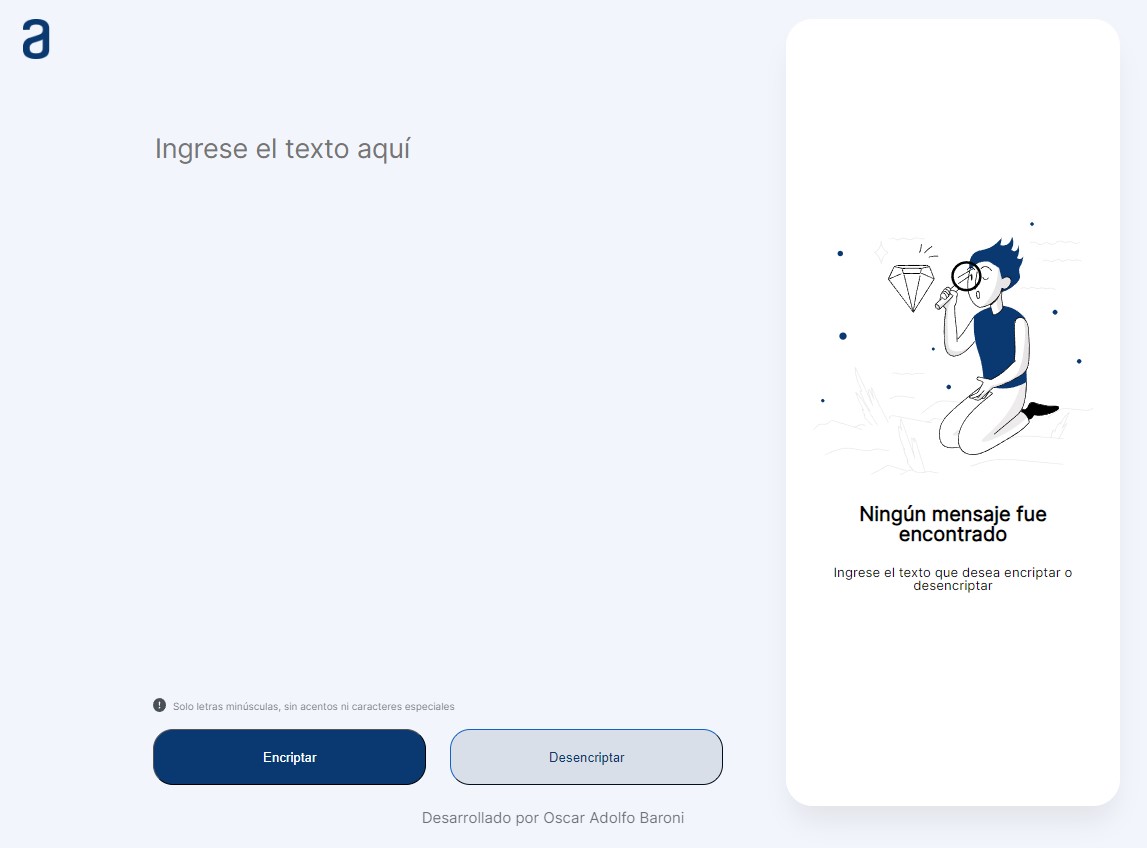 a
Ingrese el texto aquí
Ningún mensaje fue
encontrado
Ingrese el texto que desea encriptar o
desencriptar
! Solo letras minúsculas, sin acentos ni caracteres especiales
Encriptar
Desencriptar
Desarrollado por Oscar Adolfo Baroni